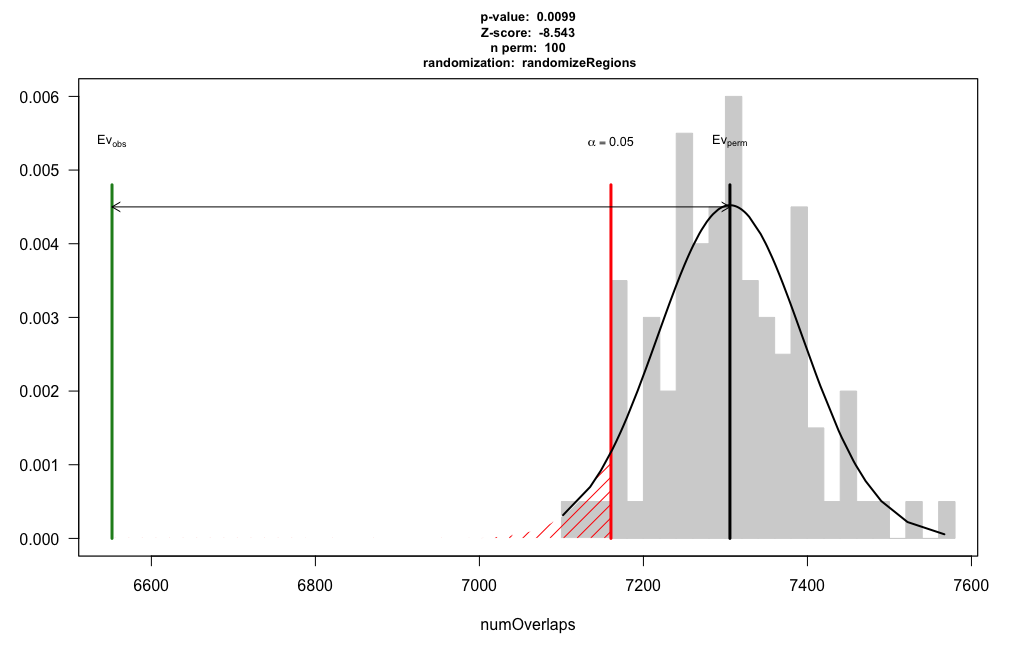 p-value: 0.0099
Z-score: -8.543
n perm: 100
randomization: randomizeRegions
0.006
Evobs
α = 0.05
Evperm
0.005
0.004
0.003
0.002
0.001
0.000
6600 6800 7000 7200 7400 7600
numOverlaps